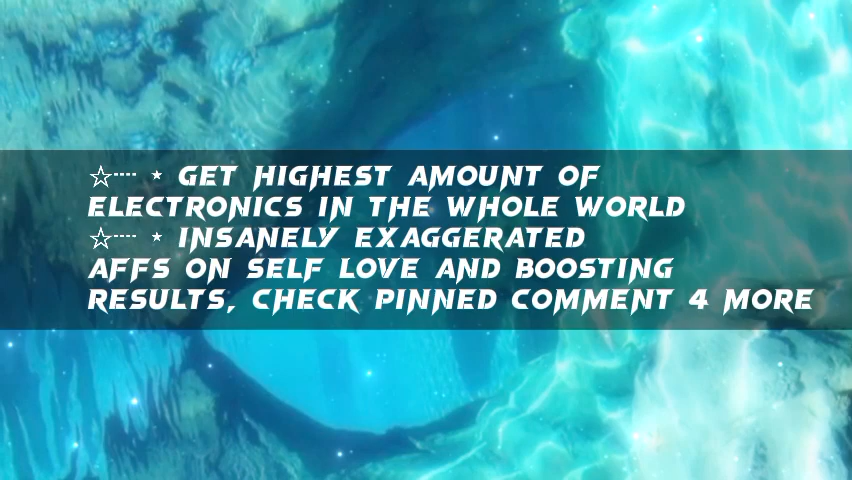 ☆┈┈ ⋆ GET HIGHEST AMOUNT OF
ELECTRONICS IN THE WHOLE WORLD
☆┈┈ ⋆ INSANELY EXAGGERATED
AFFS ON SELF LOVE AND BOOSTING
RESULTS, CHECK PINNED COMMENT 4 MORE